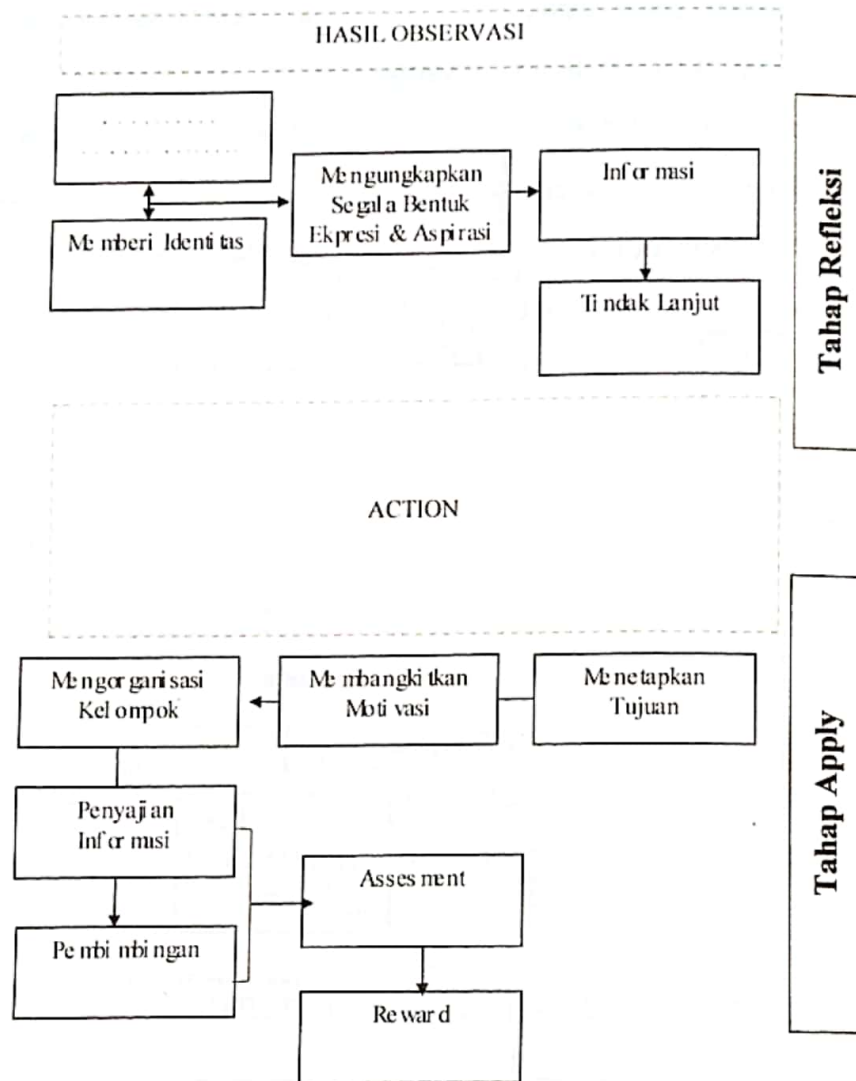 HASIL OBSERVASI
Mengungkapkan
Segala Bentuk
Ekpresi & Aspirasi
Informasi
Memberi Identitas
Tindak Lanjut
Tahap Refleksi
ACTION
Mengorganisasi
Kelompok
Membangkitkan
Motivasi
Menetapkan
Tujuan
Penyajian
Informasi
Assesment
Pembimbingan
Reward
Tahap Apply